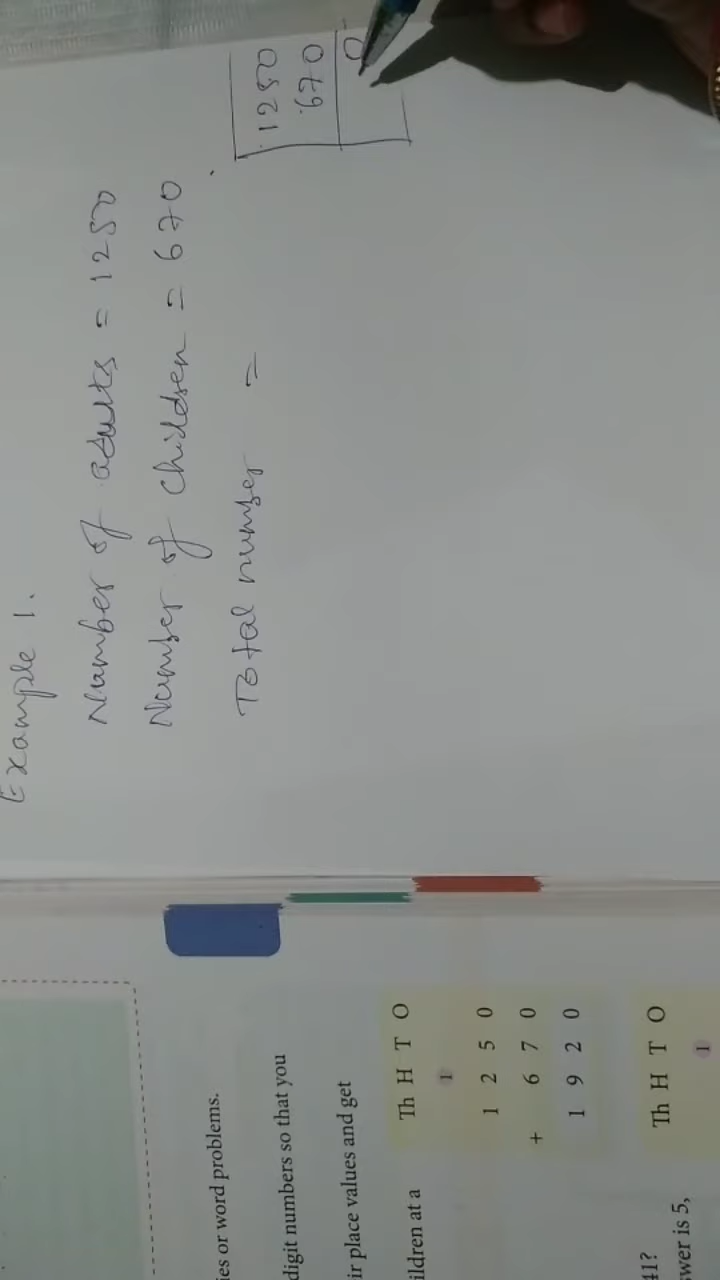 Example 1.
Number of adults = 1250
Number of children = 670
Total number =
1250
670
0
ies or word problems.
digit numbers so that you
ir place values and get
ildren at a
Th H T O
1
1 2 5 0
+ 6 7 0
1 9 2 0
41?
wer is 5,
Th H T O
1